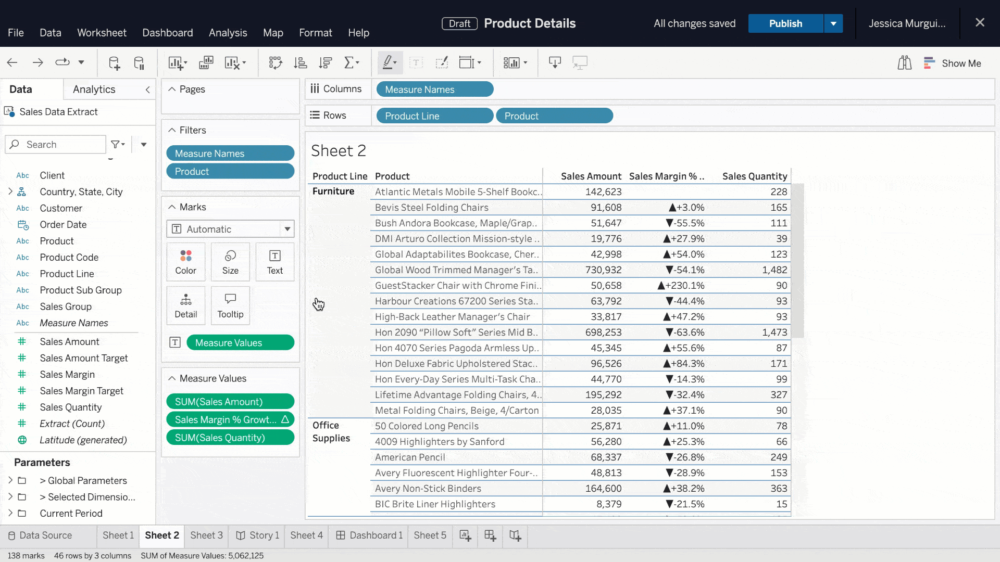 File Data Worksheet Dashboard Analysis Map Format Help
Draft Product Details
All changes saved Publish Jessica Murgui...
Show Me
Data Analytics
Sales Data Extract
Search
Abc Client
Country, State, City
Abc Customer
Order Date
Abc Product
Abc Product Code
Abc Product Line
Abc Product Sub Group
Abc Sales Group
Abc Measure Names
Sales Amount
Sales Amount Target
Sales Margin
Sales Margin Target
Sales Quantity
Extract (Count)
Latitude (generated)
Parameters
> Global Parameters
> Selected Dimensio...
Current Period
Pages
Filters
Measure Names
Product
Marks
Automatic
Color Size Text
Detail Tooltip
Measure Values
Measure Values
SUM(Sales Amount)
Sales Margin % Growt... △
SUM(Sales Quantity)
Columns Measure Names
Rows Product Line Product
Sheet 2
Product Line Product Sales Amount Sales Margin % .. Sales Quantity
Furniture Atlantic Metals Mobile 5-Shelf Bookc.. 142,623 228
Bevis Steel Folding Chairs 91,608 ▲+3.0% 165
Bush Andora Bookcase, Maple/Grap.. 51,647 ▼-55.5% 111
DMI Arturo Collection Mission-style .. 19,776 ▲+27.9% 39
Global Adaptabilites Bookcase, Cher.. 42,998 ▲+54.0% 123
Global Wood Trimmed Manager's Ta.. 730,932 ▼-54.1% 1,482
GuestStacker Chair with Chrome Fini.. 50,658 ▲+230.1% 90
Harbour Creations 67200 Series Sta.. 63,792 ▼-44.4% 93
High-Back Leather Manager's Chair 33,817 ▲+47.2% 93
Hon 2090 “Pillow Soft” Series Mid B.. 698,253 ▼-63.6% 1,473
Hon 4070 Series Pagoda Armless Up.. 45,345 ▲+55.6% 87
Hon Deluxe Fabric Upholstered Stac.. 96,526 ▲+84.3% 171
Hon Every-Day Series Multi-Task Cha.. 44,770 ▼-14.3% 99
Lifetime Advantage Folding Chairs, 4.. 195,292 ▼-32.4% 327
Metal Folding Chairs, Beige, 4/Carton 28,035 ▲+37.1% 90
Office Supplies 50 Colored Long Pencils 25,871 ▲+11.0% 78
4009 Highlighters by Sanford 56,280 ▲+25.3% 66
American Pencil 68,337 ▼-26.8% 249
Avery Fluorescent Highlighter Four-.. 48,813 ▼-28.9% 153
Avery Non-Stick Binders 164,600 ▲+38.2% 363
BIC Brite Liner Highlighters 8,379 ▼-21.5% 15
Data Source Sheet 1 Sheet 2 Sheet 3 Story 1 Sheet 4 Dashboard 1 Sheet 5
138 marks 46 rows by 3 columns SUM of Measure Values: 5,062,125